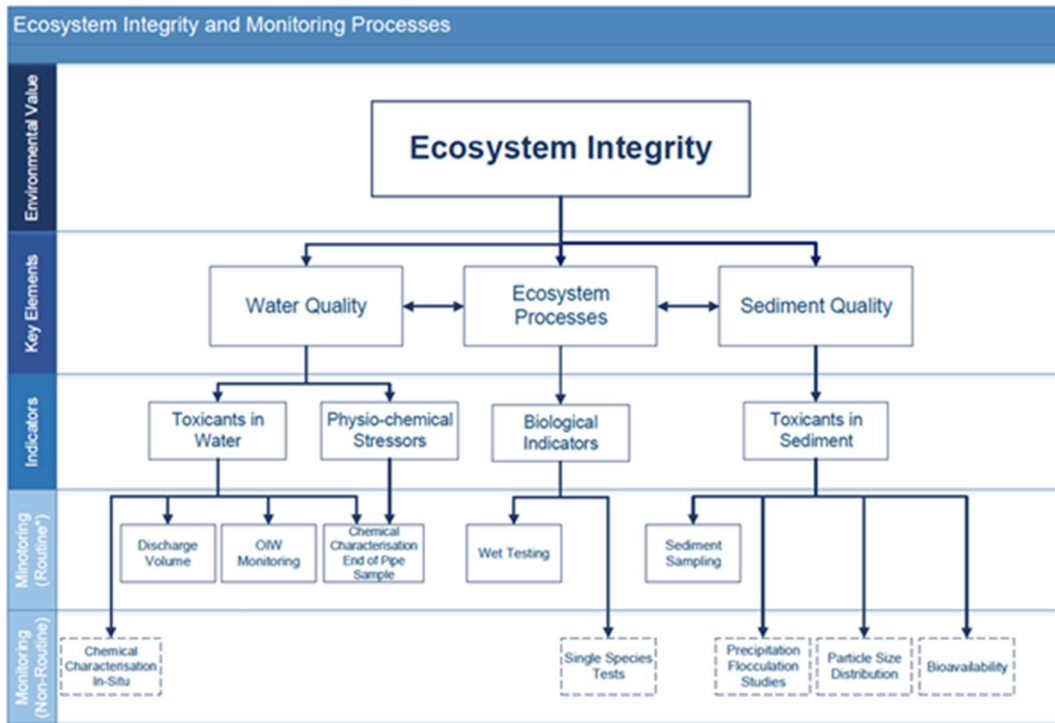 Ecosystem Integrity and Monitoring Processes
Environmental Value
Ecosystem Integrity
Key Elements
Water Quality
Ecosystem
Processes
Sediment Quality
Indicators
Toxicants in
Water
Physio-chemical
Stressors
Biological
Indicators
Toxicants in
Sediment
Minotoring
(Routine*)
Discharge
Volume
OIW
Monitoring
Chemical
Characterisation
End of Pipe
Sample
Wet Testing
Sediment
Sampling
Monitoring
(Non-Routine)
Chemical
Characterisation
In-Situ
Single Species
Tests
Precipitation
Flocculation
Studies
Particle Size
Distribution
Bioavailability